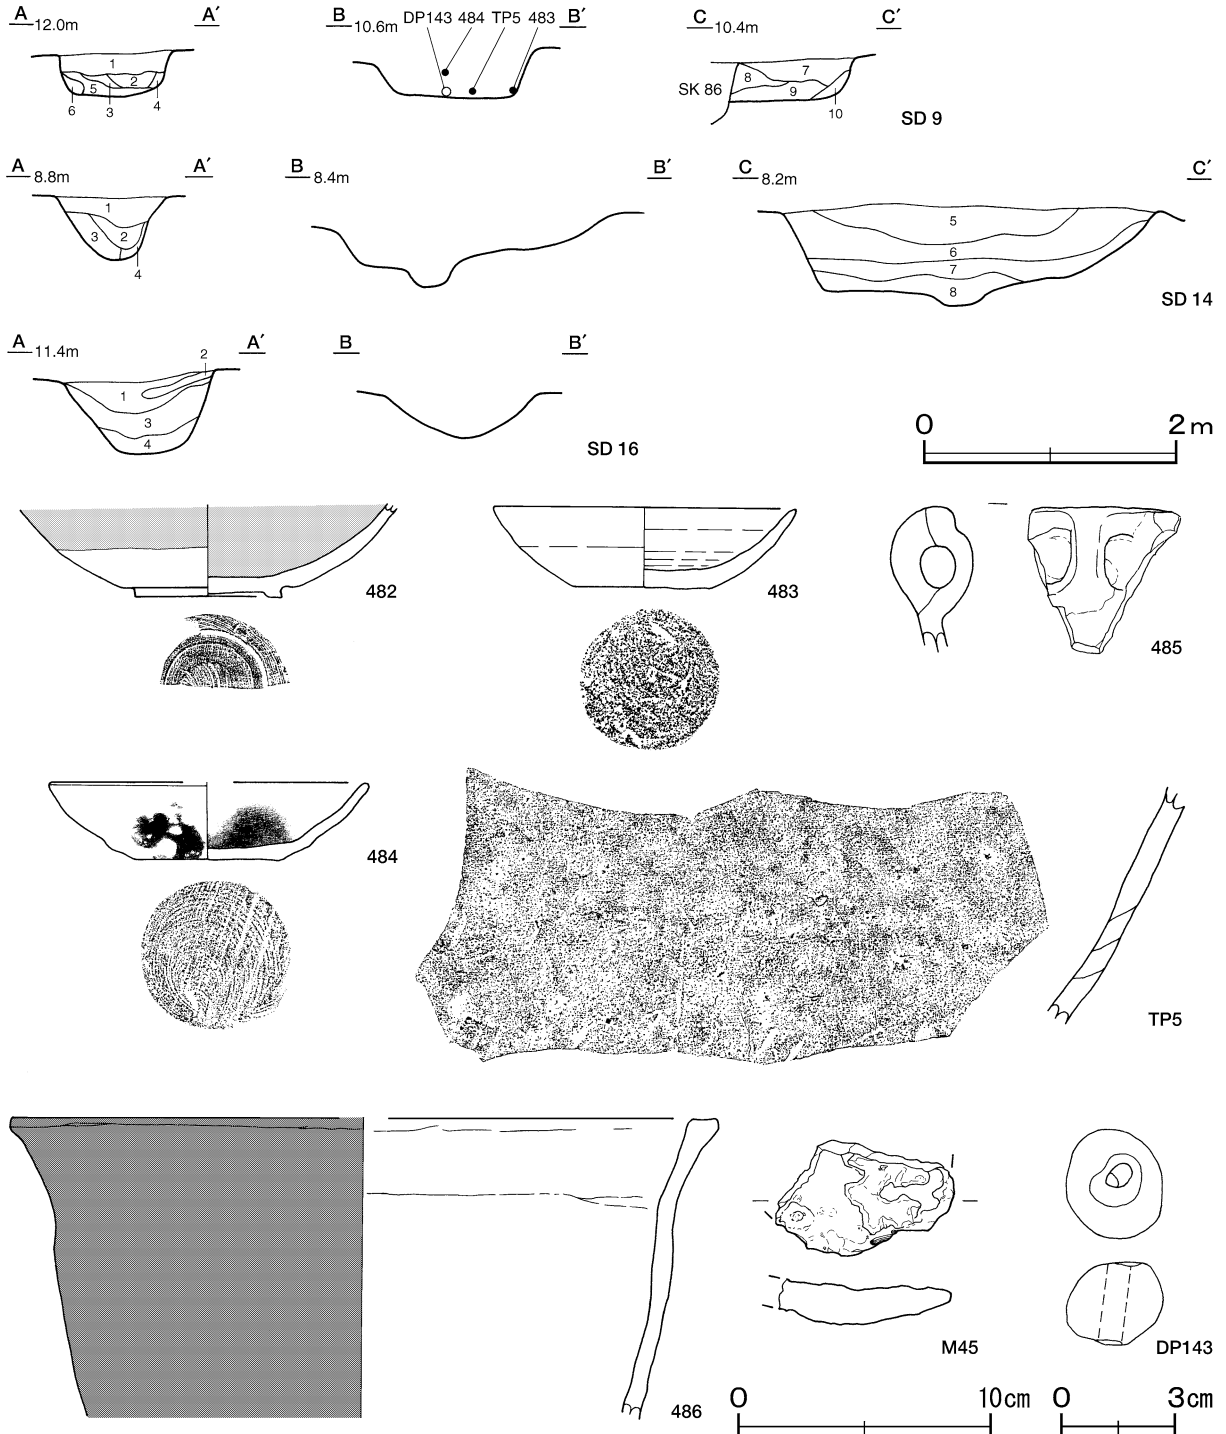 A 12.0m A′ B 10.6m DP143 484 TP5 483 B′ C 10.4m C′
1 2 3 4 5 6
SK 86 7 8 9 10
SD 9
A 8.8m A′ B 8.4m B′ C 8.2m C′
1 2 3 4
5 6 7 8
SD 14
A 11.4m A′ B B′
1 2 3 4
SD 16
0 2m
482 483 485
484 TP5
486 M45 DP143
0 10cm 0 3cm